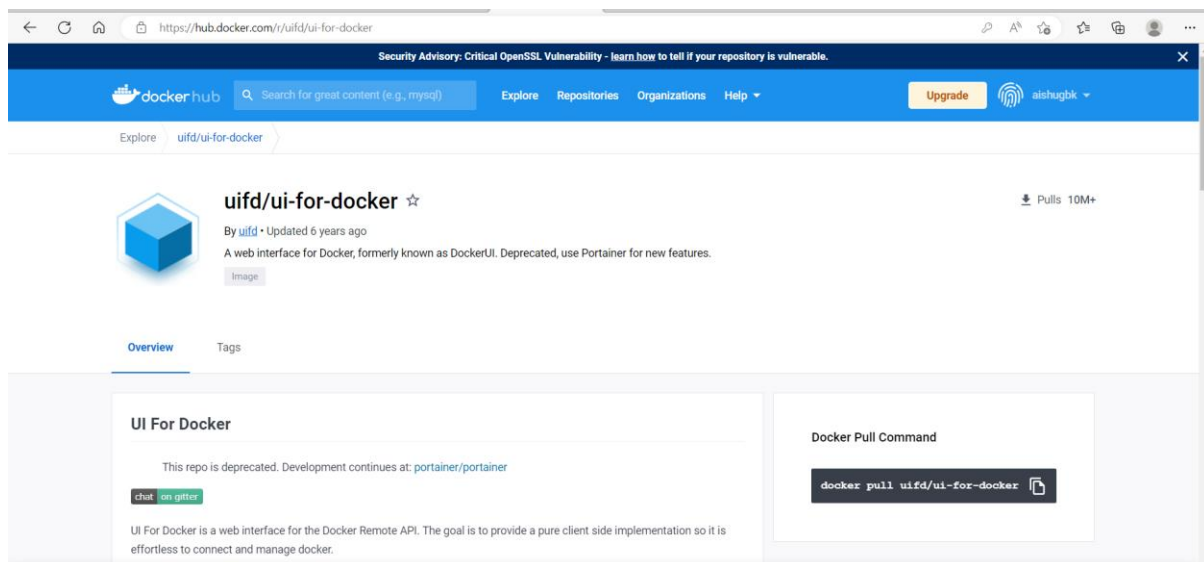 https://hub.docker.com/r/uifd/ui-for-docker
Security Advisory: Critical OpenSSL Vulnerability - learn how to tell if your repository is vulnerable.
dockerhub Search for great content (e.g., mysql) Explore Repositories Organizations Help Upgrade aishugbk
Explore uifd/ui-for-docker
uifd/ui-for-docker
Pulls 10M+
By uifd • Updated 6 years ago
A web interface for Docker, formerly known as DockerUI. Deprecated, use Portainer for new features.
Image
Overview Tags
UI For Docker
This repo is deprecated. Development continues at: portainer/portainer
chat on gitter
UI For Docker is a web interface for the Docker Remote API. The goal is to provide a pure client side implementation so it is
effortless to connect and manage docker.
Docker Pull Command
docker pull uifd/ui-for-docker